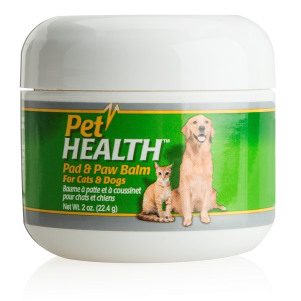 Pet
HEALTH™
Pad & Paw Balm
For Cats & Dogs
Baume à patte et à coussinet
pour chats et chiens
Net Wt. 2 oz. (22.4 g)